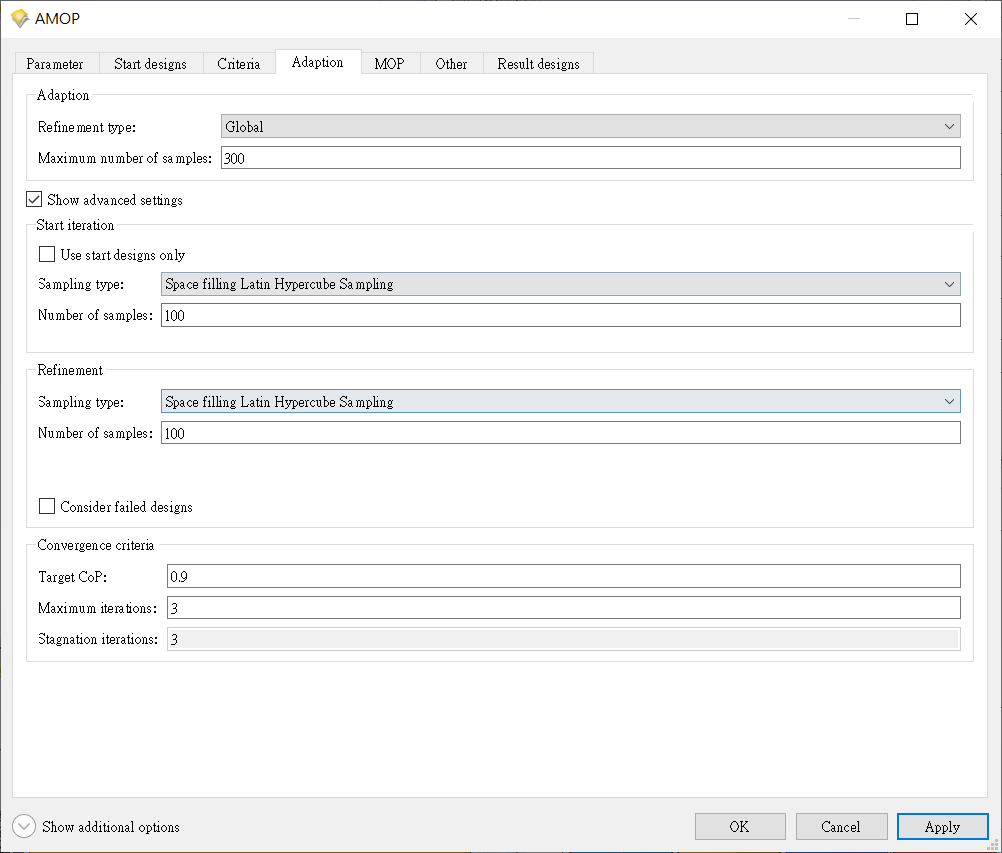 AMOP
Parameter Start designs Criteria Adaption MOP Other Result designs
Adaption
Refinement type: Global
Maximum number of samples: 300
Show advanced settings
Start iteration
Use start designs only
Sampling type: Space filling Latin Hypercube Sampling
Number of samples: 100
Refinement
Sampling type: Space filling Latin Hypercube Sampling
Number of samples: 100
Consider failed designs
Convergence criteria
Target CoP: 0.9
Maximum iterations: 3
Stagnation iterations: 3
Show additional options OK Cancel Apply